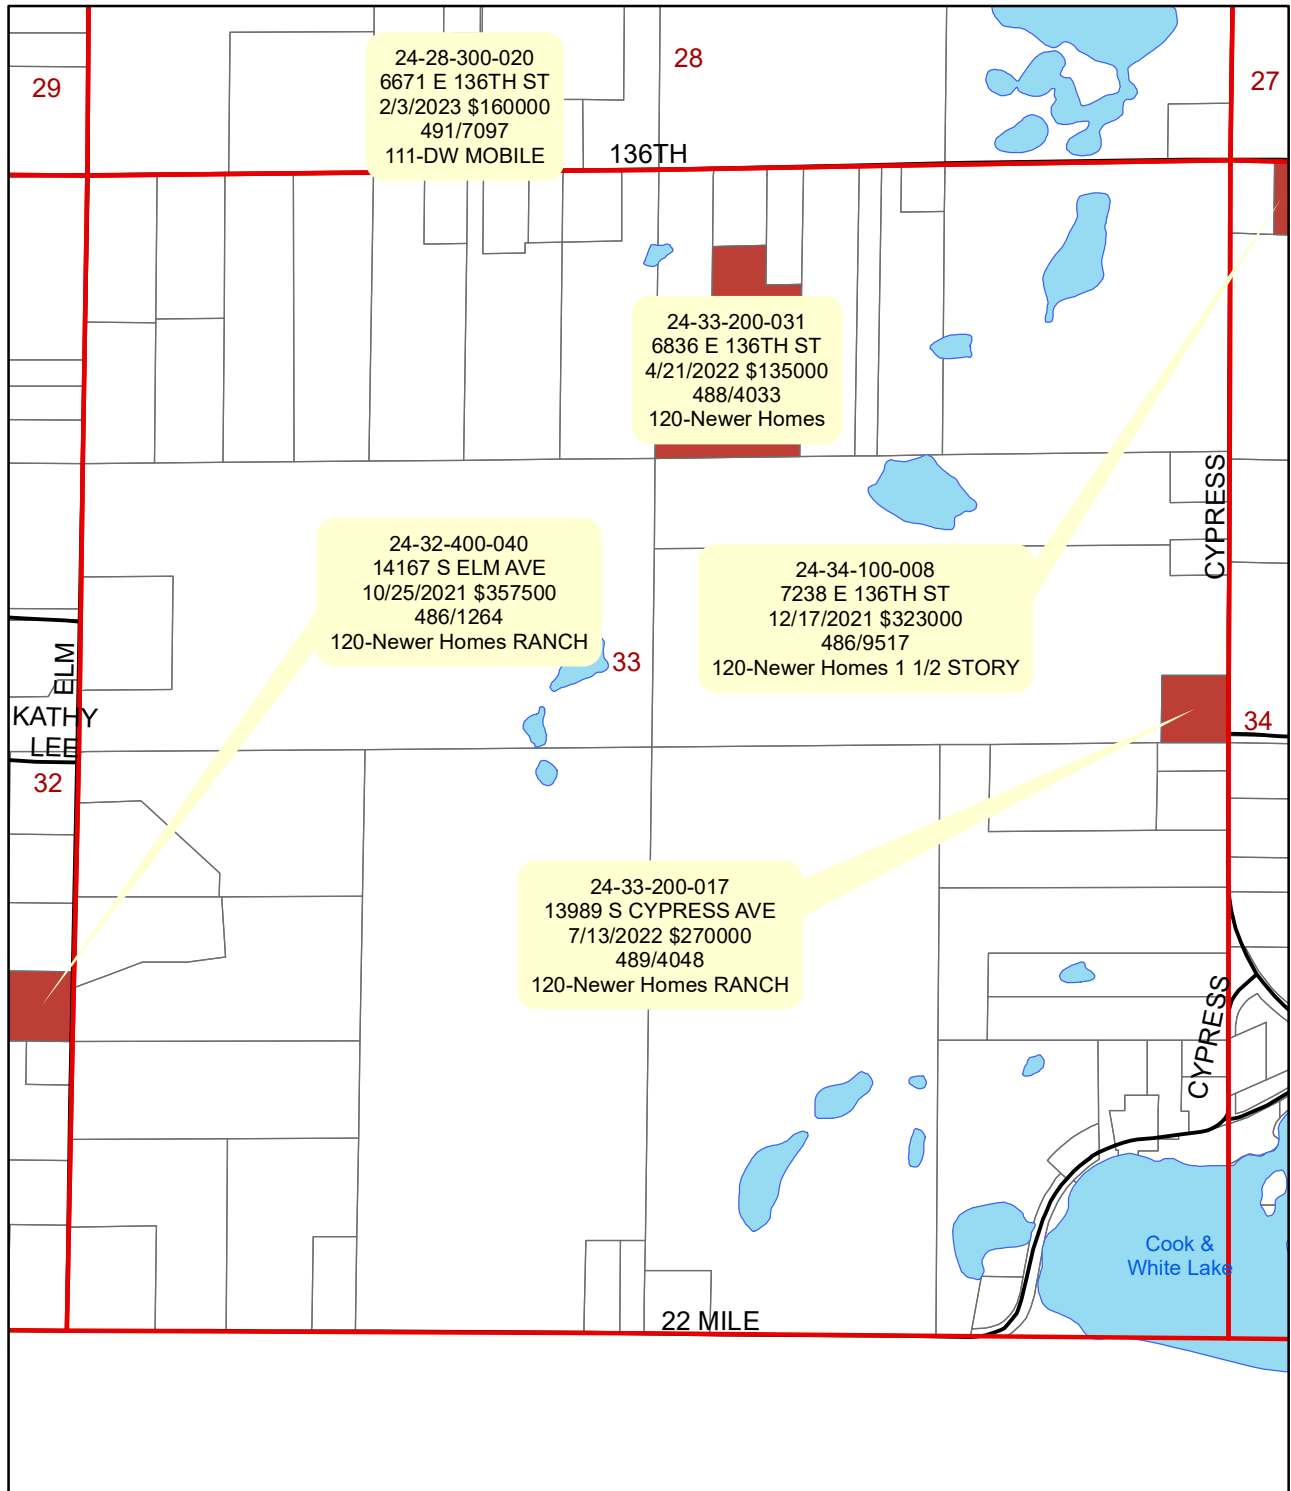 24-28-300-020
6671 E 136TH ST
2/3/2023 $160000
491/7097
111-DW MOBILE
28
29
27
136TH
24-33-200-031
6836 E 136TH ST
4/21/2022 $135000
488/4033
120-Newer Homes
CYPRESS
24-32-400-040
14167 S ELM AVE
10/25/2021 $357500
486/1264
120-Newer Homes RANCH
24-34-100-008
7238 E 136TH ST
12/17/2021 $323000
486/9517
120-Newer Homes 1 1/2 STORY
33
ELM
KATHY
LEE
34
32
24-33-200-017
13989 S CYPRESS AVE
7/13/2022 $270000
489/4048
120-Newer Homes RANCH
CYPRESS
Cook &
White Lake
22 MILE